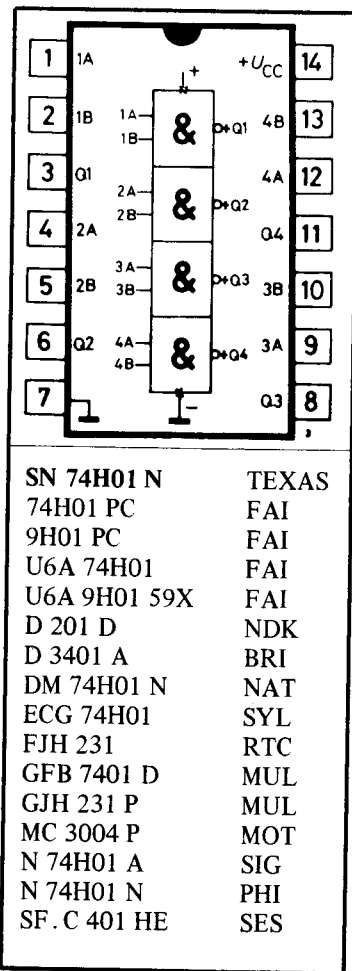 1 1A +UCC 14
+
2 1B 1A & +Q1 4B 13
1B
3 Q1 4A 12
2A & +Q2
4 2A 2B Q4 11
3A & +Q3
5 2B 3B 3B 10
6 Q2 4A & +Q4 3A 9
4B
7 - Q3 8
SN 74H01 N TEXAS
74H01 PC FAI
9H01 PC FAI
U6A 74H01 FAI
U6A 9H01 59X FAI
D 201 D NDK
D 3401 A BRI
DM 74H01 N NAT
ECG 74H01 SYL
FJH 231 RTC
GFB 7401 D MUL
GJH 231 P MUL
MC 3004 P MOT
N 74H01 A SIG
N 74H01 N PHI
SF.C 401 HE SES